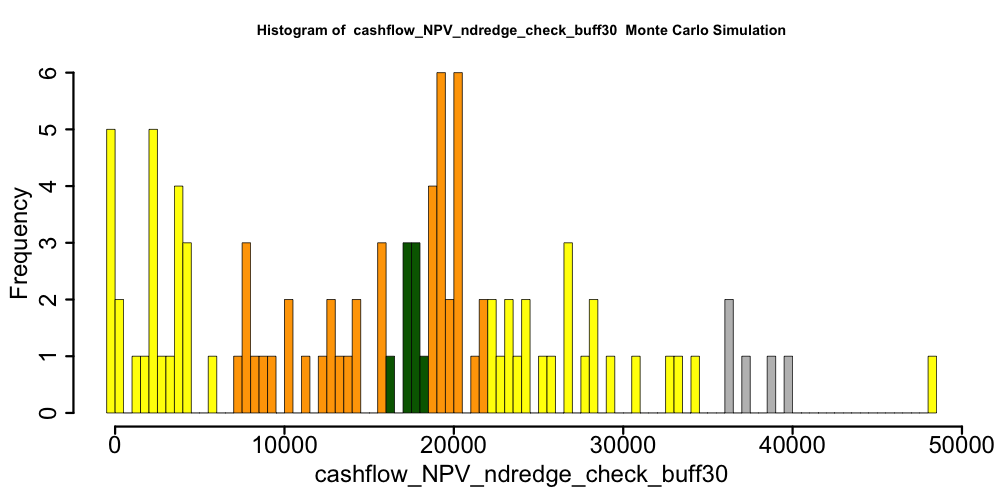 Histogram of  cashflow_NPV_ndredge_check_buff30  Monte Carlo Simulation
Frequency
6
5
4
3
2
1
0
0 10000 20000 30000 40000 50000
cashflow_NPV_ndredge_check_buff30